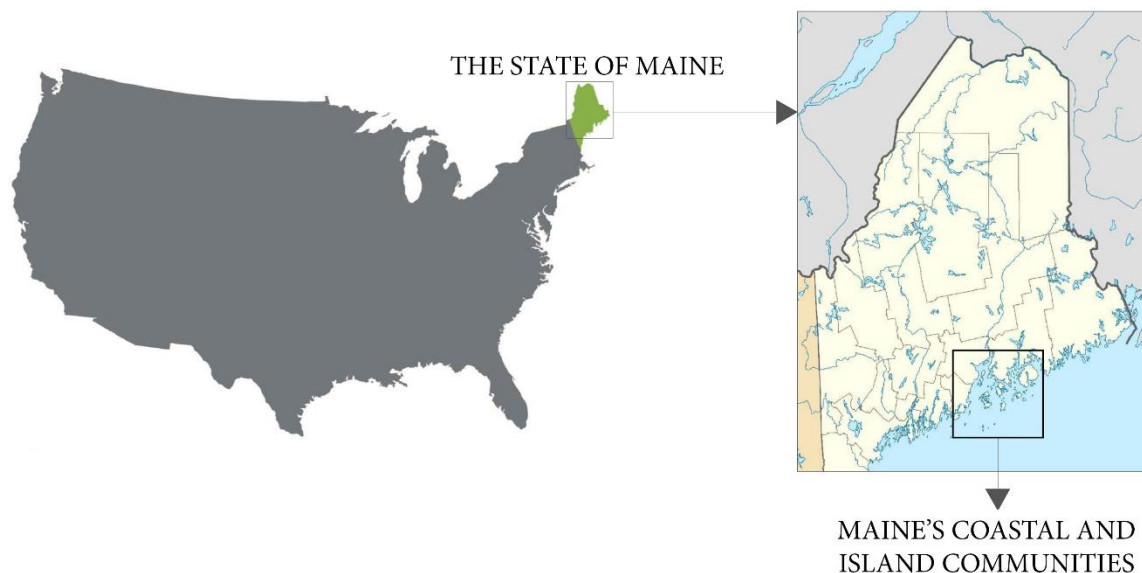 THE STATE OF MAINE
MAINE'S COASTAL AND
ISLAND COMMUNITIES